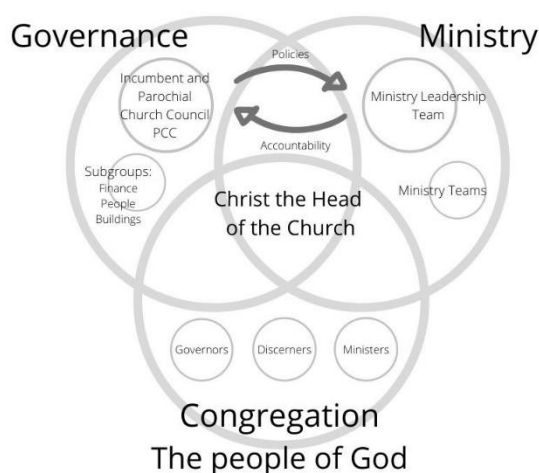 Governance
Ministry
Policies
Incumbent and
Parochial
Church Council
PCC
Ministry Leadership
Team
Accountability
Subgroups:
Finance
People
Buildings
Ministry Teams
Christ the Head
of the Church
Governors
Discerners
Ministers
Congregation
The people of God